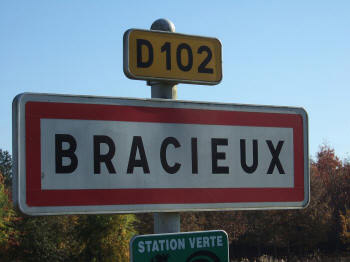 D102
BRACIEUX
STATION VERTE